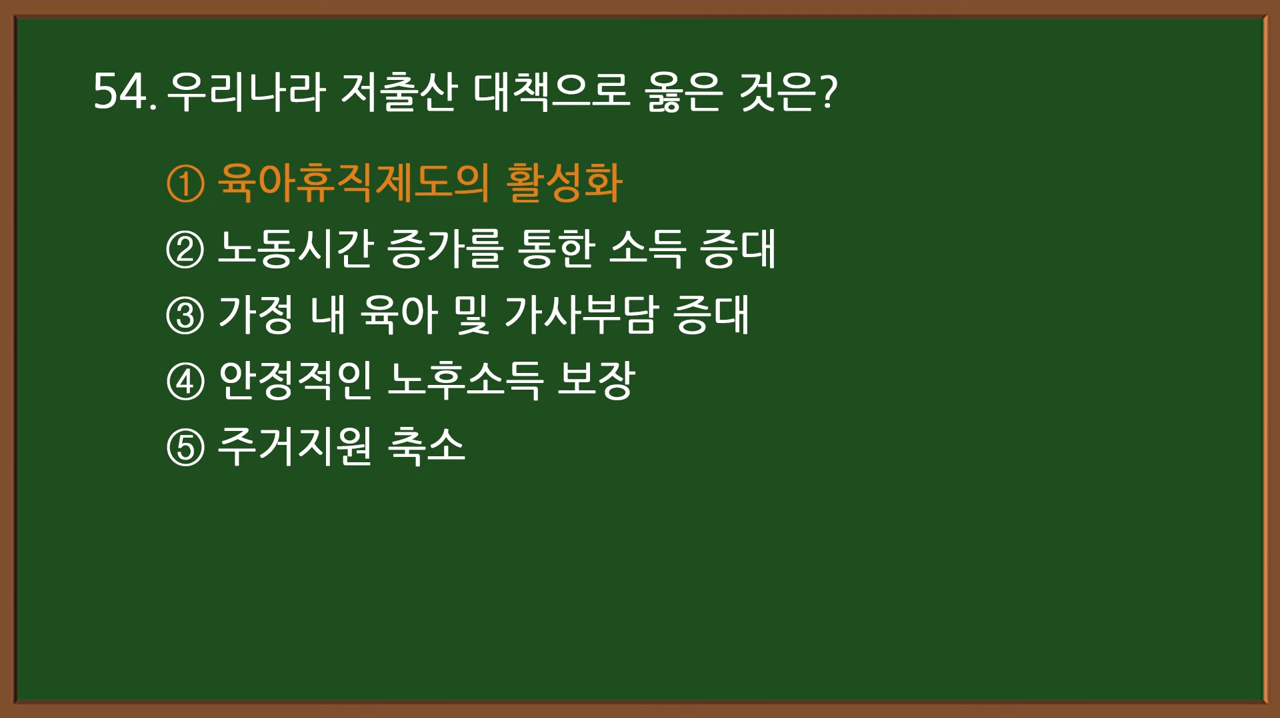 54. 우리나라 저출산 대책으로 옳은 것은?
① 육아휴직제도의 활성화
② 노동시간 증가를 통한 소득 증대
③ 가정 내 육아 및 가사부담 증대
④ 안정적인 노후소득 보장
⑤ 주거지원 축소